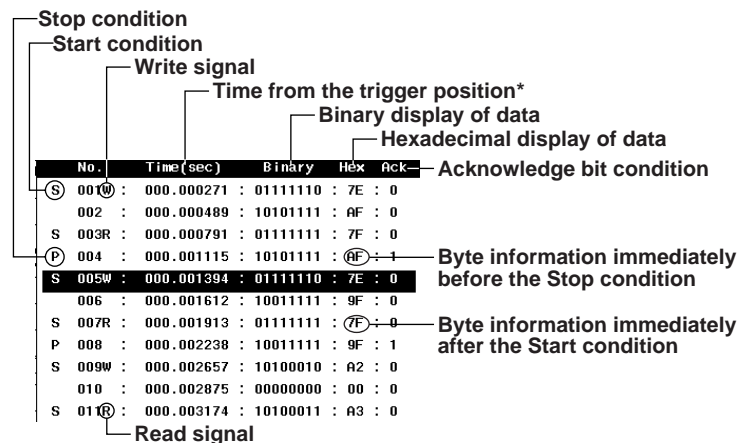 Stop condition
Start condition
Write signal
Time from the trigger position*
Binary display of data
Hexadecimal display of data
No. Time(sec) Binary Hex Ack
Acknowledge bit condition
S 001W : 000.000271 : 01111110 : 7E : 0
002 : 000.000489 : 10101111 : AF : 0
S 003R : 000.000791 : 01111111 : 7F : 0
P 004 : 000.001115 : 10101111 : AF : 1
Byte information immediately
before the Stop condition
S 005W : 000.001394 : 01111110 : 7E : 0
006 : 000.001612 : 10011111 : 9F : 0
S 007R : 000.001913 : 01111111 : 7F : 0
Byte information immediately
after the Start condition
P 008 : 000.002238 : 10011111 : 9F : 1
S 009W : 000.002657 : 10100010 : A2 : 0
010 : 000.002875 : 00000000 : 00 : 0
S 011R : 000.003174 : 10100011 : A3 : 0
Read signal